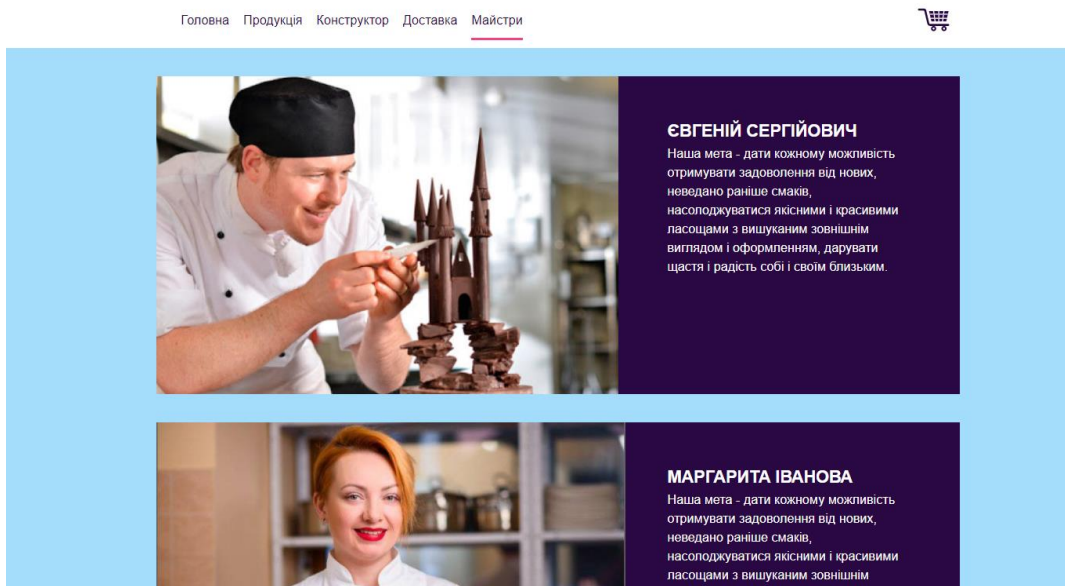 Головна Продукція Конструктор Доставка Майстри
ЄВГЕНІЙ СЕРГІЙОВИЧ
Наша мета - дати кожному можливість
отримувати задоволення від нових,
неведано раніше смаків,
насолоджуватися якісними і красивими
ласощами з вишуканим зовнішнім
виглядом і оформленням, дарувати
щастя і радість собі і своїм близьким.
МАРГАРИТА ІВАНОВА
Наша мета - дати кожному можливість
отримувати задоволення від нових,
неведано раніше смаків,
насолоджуватися якісними і красивими
ласощами з вишуканим зовнішнім